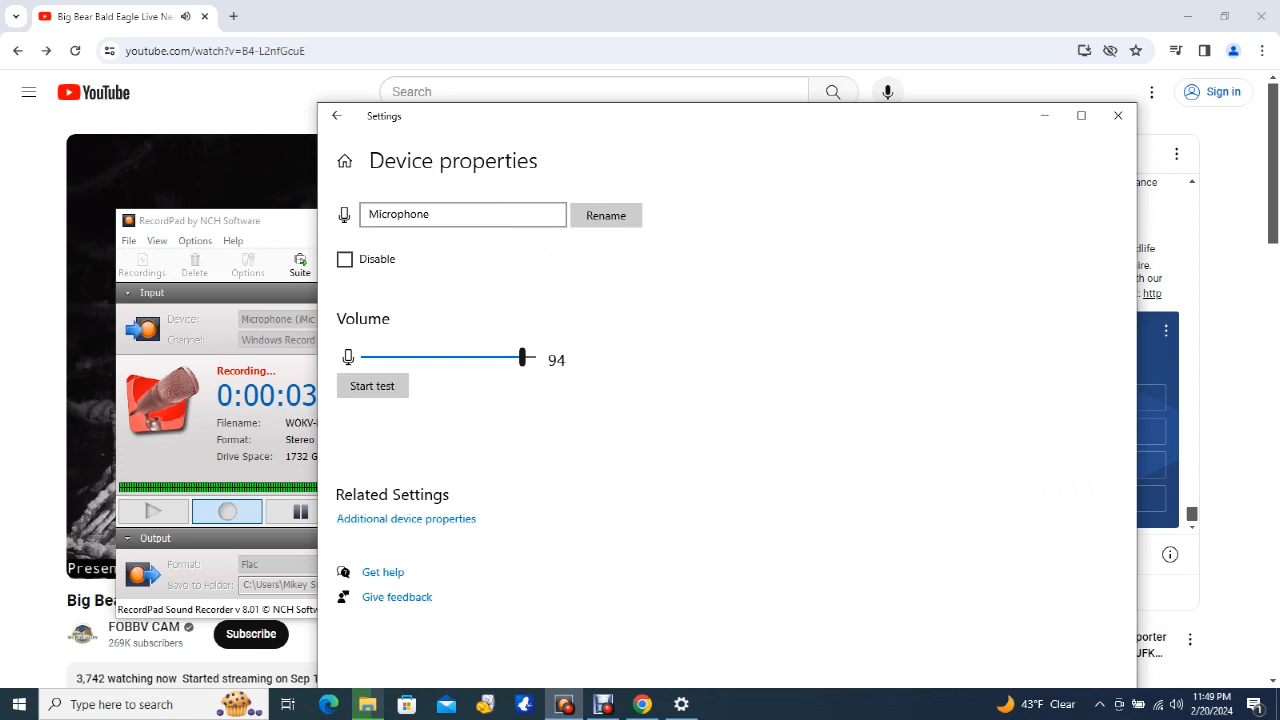 Big Bear Bald Eagle Live Ne
youtube.com/watch?v=B4-L2nfGcuE
YouTube
Search
Sign in
Settings
Device properties
Microphone
Rename
Disable
Volume
94
Start test
Related Settings
Additional device properties
Get help
Give feedback
RecordPad by NCH Software
File View Options Help
Recordings Delete Options Suite
Input
Device: Microphone (iMic
Channel: Windows Record
Recording...
0:00:03
Filename: WOKV-
Format: Stereo
Drive Space: 1732 G
Output
Format: Flac
Save to Folder: C:\Users\Mikey S
RecordPad Sound Recorder v 8.01 © NCH Softw
Presen
Big Bea
FOBBV CAM
269K subscribers
Subscribe
3,742 watching now Started streaming on Sep 1
ance
dlife
ire.
th our
: http
porter
UFK...
Type here to search
43°F Clear
11:49 PM
2/20/2024
1